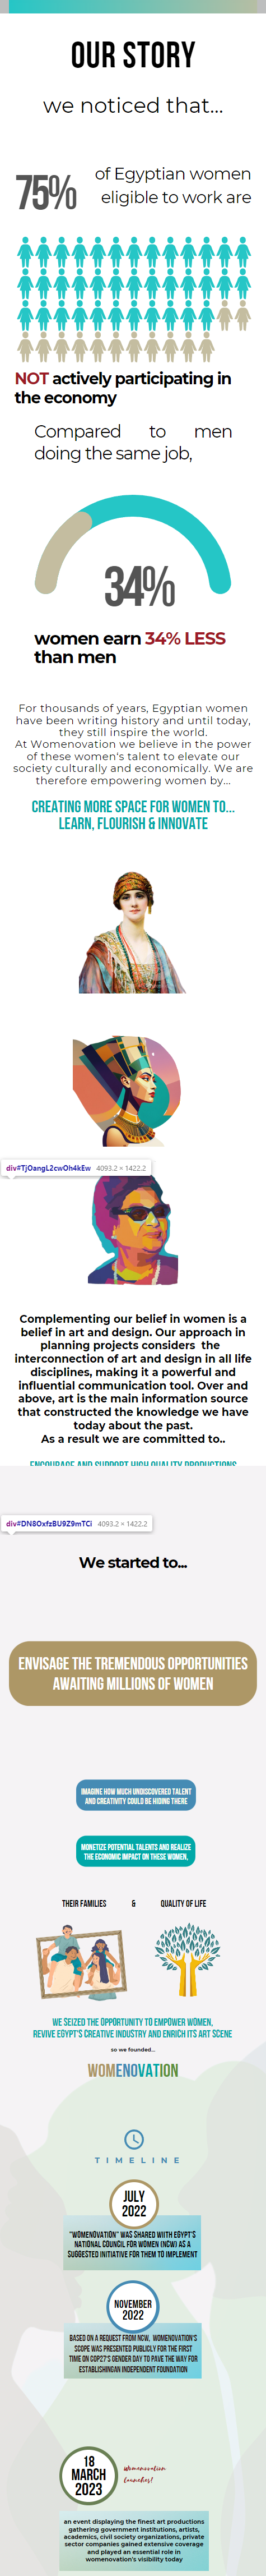 OUR STORY
we noticed that...
75%
of Egyptian women
eligible to work are
NOT actively participating in
the economy
Compared to men
doing the same job,
34%
women earn 34% LESS
than men
For thousands of years, Egyptian women
have been writing history and until today,
they still inspire the world.
At Womenovation we believe in the power
of these women's talent to elevate our
society culturally and economically. We are
therefore empowering women by...
CREATING MORE SPACE FOR WOMEN TO...
LEARN, FLOURISH & INNOVATE
div#TjOangL2cwOh4kEw 4093.2 × 1422.2
Complementing our belief in women is a
belief in art and design. Our approach in
planning projects considers the
interconnection of art and design in all life
disciplines, making it a powerful and
influential communication tool. Over and
above, art is the main information source
that constructed the knowledge we have
today about the past.
As a result we are committed to..
ENCOURAGE AND SUPPORT HIGH QUALITY PRODUCTIONS
div#DN8OxfzBU9Z9mTCi 4093.2 × 1422.2
We started to...
ENVISAGE THE TREMENDOUS OPPORTUNITIES
AWAITING MILLIONS OF WOMEN
IMAGINE HOW MUCH UNDISCOVERED TALENT
AND CREATIVITY COULD BE HIDING THERE
MONETIZE POTENTIAL TALENTS AND REALIZE
THE ECONOMIC IMPACT ON THESE WOMEN,
THEIR FAMILIES & QUALITY OF LIFE
WE SEIZED THE OPPORTUNITY TO EMPOWER WOMEN,
REVIVE EGYPT'S CREATIVE INDUSTRY AND ENRICH ITS ART SCENE
so we founded...
WOMENOVATION
TIMELINE
JULY
2022
"WOMENOVATION" WAS SHARED WIITH EGYPT'S
NATIONAL COUNCIL FOR WOMEN (NCW) AS A
SUGGESTED INITIATIVE FOR THEM TO IMPLEMENT
NOVEMBER
2022
BASED ON A REQUEST FROM NCW, WOMENOVATION'S
SCOPE WAS PRESENTED PUBLICLY FOR THE FIRST
TIME ON COP27'S GENDER DAY TO PAVE THE WAY FOR
ESTABLISHINGAN INDEPENDENT FOUNDATION
18
MARCH
2023
Womenovation
launches!
an event displaying the finest art productions
gathering government institutions, artists,
academics, civil society organizations, private
sector companies gained extensive coverage
and played an essential role in
womenovation's visibility today